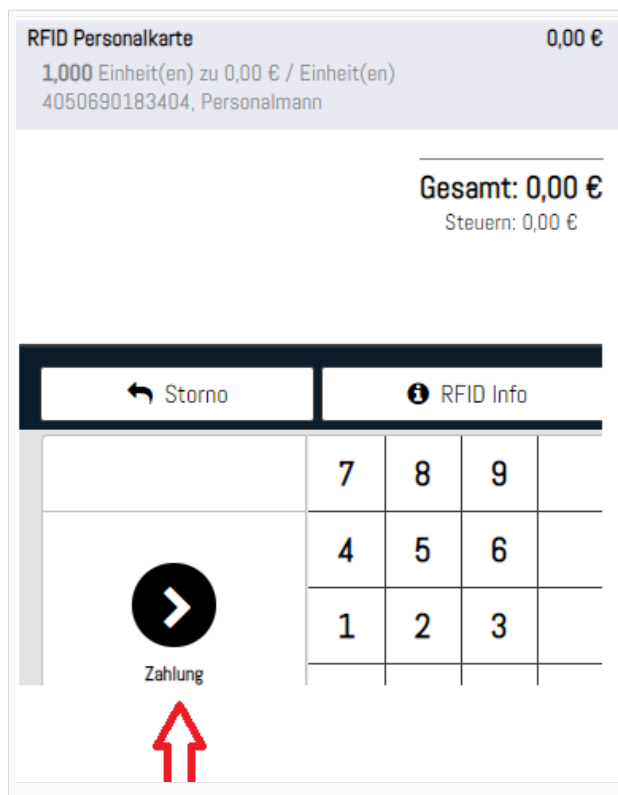 RFID Personalkarte 0,00 €
1,000 Einheit(en) zu 0,00 € / Einheit(en)
4050690183404, Personalmann
Gesamt: 0,00 €
Steuern: 0,00 €
Storno RFID Info
7 8 9
4 5 6
1 2 3
Zahlung